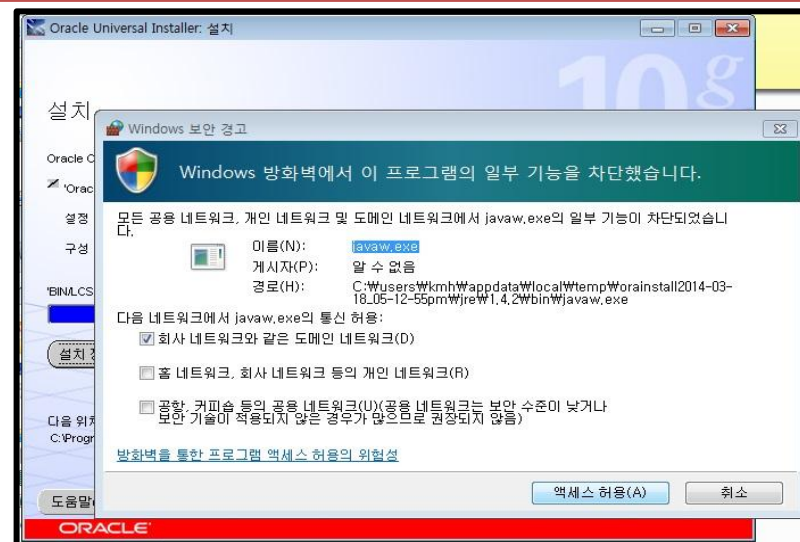 Oracle Universal Installer: 설치
10g
설치
Oracle
설정
구성
설치
다음 위치
도움말
Windows 보안 경고
Windows 방화벽에서 이 프로그램의 일부 기능을 차단했습니다.
모든 공용 네트워크, 개인 네트워크 및 도메인 네트워크에서 javaw.exe의 일부 기능이 차단되었습니
다.
이름(N): javaw.exe
게시자(P): 알 수 없음
경로(H): C:₩users₩kmh₩appdata₩local₩temp₩orainstall2014-03-
18_05-12-55pm₩jre₩1.4.2₩bin₩javaw.exe
다음 네트워크에서 javaw.exe의 통신 허용:
회사 네트워크와 같은 도메인 네트워크(D)
홈 네트워크, 회사 네트워크 등의 개인 네트워크(R)
공항, 커피숍 등의 공용 네트워크(U)(공용 네트워크는 보안 수준이 낮거나
보안 기술이 적용되지 않은 경우가 많으므로 권장되지 않음)
방화벽을 통한 프로그램 액세스 허용의 위험성
액세스 허용(A)
취소
ORACLE